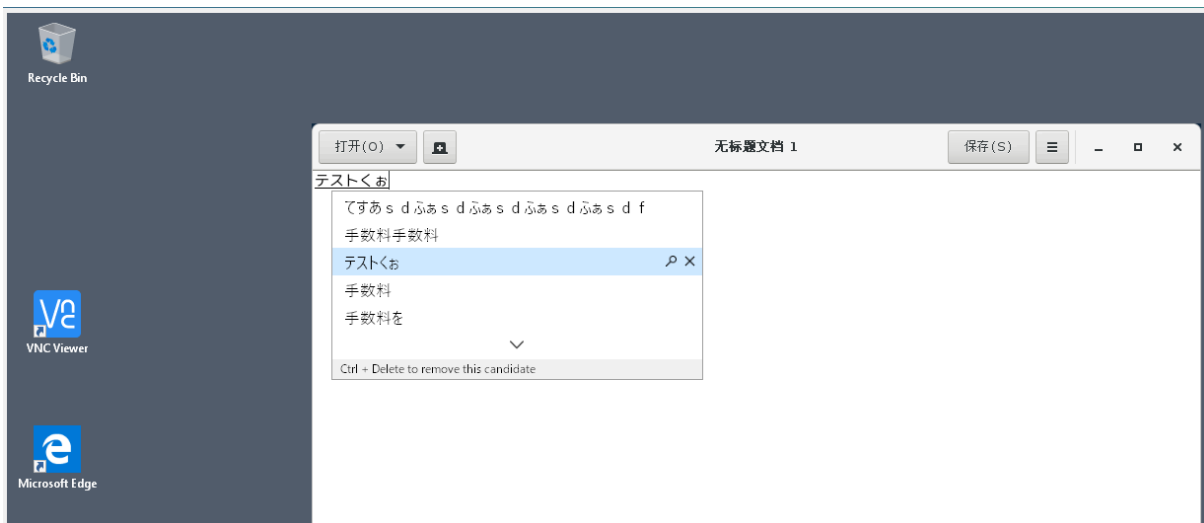 Recycle Bin
打开(O)
无标题文档 1
保存(S)
テストくぉ
てすあｓｄふぁｓｄふぁｓｄふぁｓｄふぁｓｄｆ
手数料手数料
テストくぉ
手数料
手数料を
Ctrl + Delete to remove this candidate
VNC Viewer
Microsoft Edge